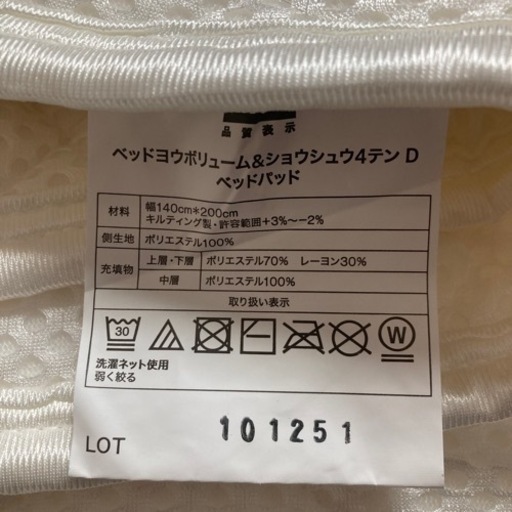 品質表示
ベッドヨウボリューム&ショウシュウ4テン D
ベッドパッド
材料 幅140cm*200cm
キルティング製・許容範囲+3%〜−2%
側生地 ポリエステル100%
充填物 上層・下層 ポリエステル70% レーヨン30%
中層 ポリエステル100%
取り扱い表示
30 W
洗濯ネット使用
弱く絞る
LOT 101251